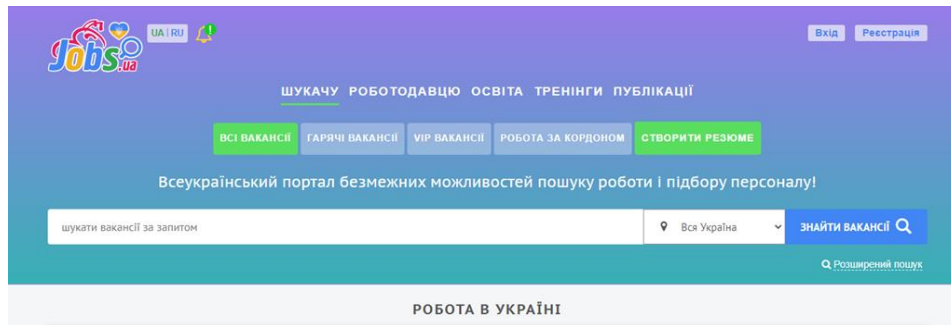 Jobs.ua
UA | RU
Вхід Реєстрація
ШУКАЧУ РОБОТОДАВЦЮ ОСВІТА ТРЕНІНГИ ПУБЛІКАЦІЇ
ВСІ ВАКАНСІЇ ГАРЯЧІ ВАКАНСІЇ VIP ВАКАНСІЇ РОБОТА ЗА КОРДОНОМ СТВОРИТИ РЕЗЮМЕ
Всеукраїнський портал безмежних можливостей пошуку роботи і підбору персоналу!
шукати вакансії за запитом Вся Україна ЗНАЙТИ ВАКАНСІЇ
Розширений пошук
РОБОТА В УКРАЇНІ